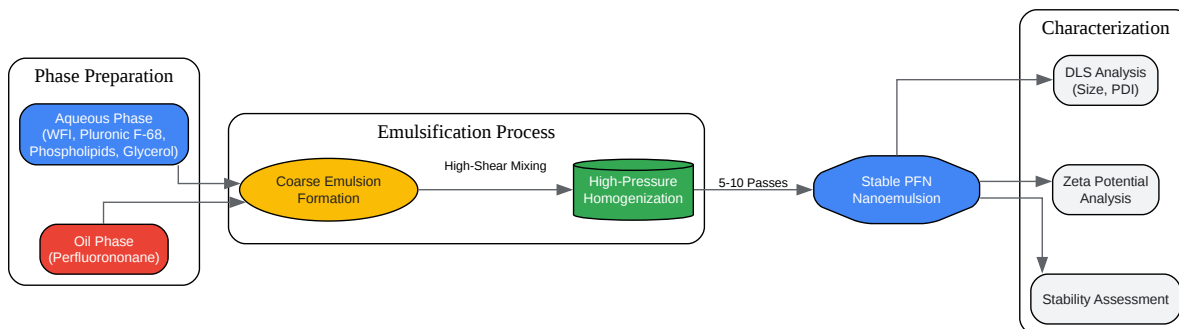 Phase Preparation
Aqueous Phase
(WFI, Pluronic F-68,
Phospholipids, Glycerol)
Oil Phase
(Perfluorononane)
Emulsification Process
Coarse Emulsion
Formation
High-Shear Mixing
High-Pressure
Homogenization
5-10 Passes
Stable PFN
Nanoemulsion
Characterization
DLS Analysis
(Size, PDI)
Zeta Potential
Analysis
Stability Assessment